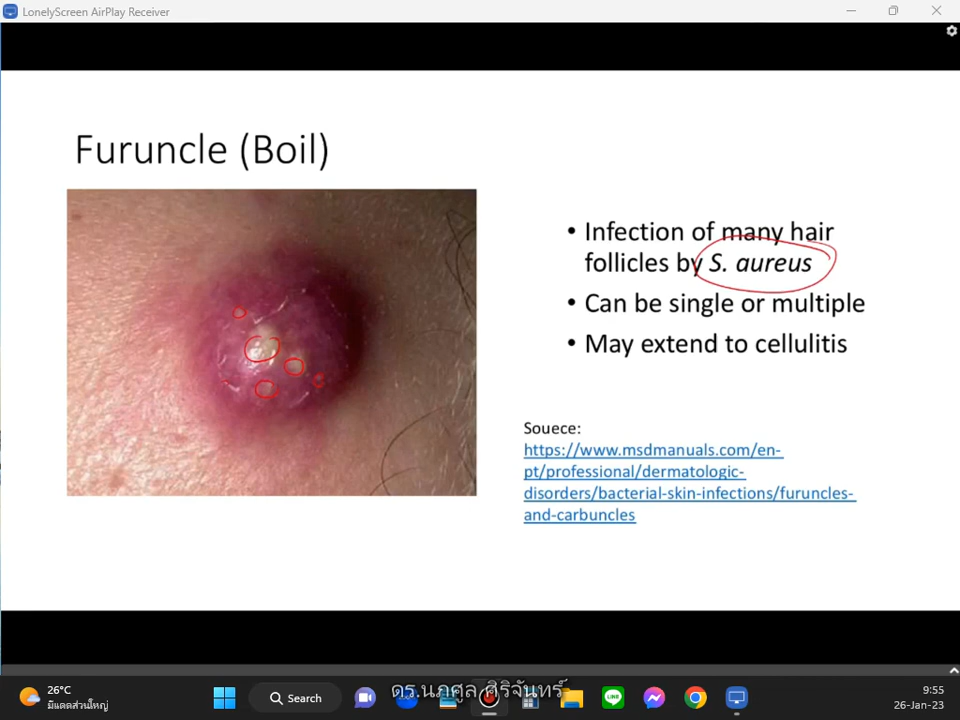 LonelyScreen AirPlay Receiver
Furuncle (Boil)
• Infection of many hair
follicles by S. aureus
• Can be single or multiple
• May extend to cellulitis
Souece:
https://www.msdmanuals.com/en-
pt/professional/dermatologic-
disorders/bacterial-skin-infections/furuncles-
and-carbuncles
26°C
มีแดดส่วนใหญ่
Search
ดร.นภศูล ศิริจันทร์
9:55
26-Jan-23